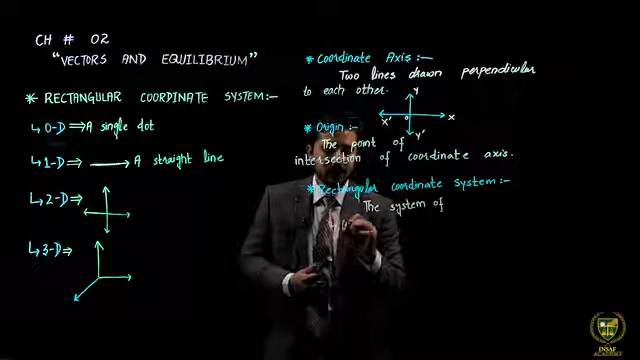 CH # 02
"VECTORS AND EQUILIBRIUM"
* RECTANGULAR COORDINATE SYSTEM:-
↳ 0-D ⇒ A single dot
↳ 1-D ⇒ A straight line
↳ 2-D ⇒
↳ 3-D ⇒
* Coordinate Axis:-
Two lines drawn perpendicular
to each other.
Y
X' O X
Y'
* Origin:-
The point of
intersection of coordinate axis.
* Rectangular coordinate system:-
The system of
INSAF
ACADEMY